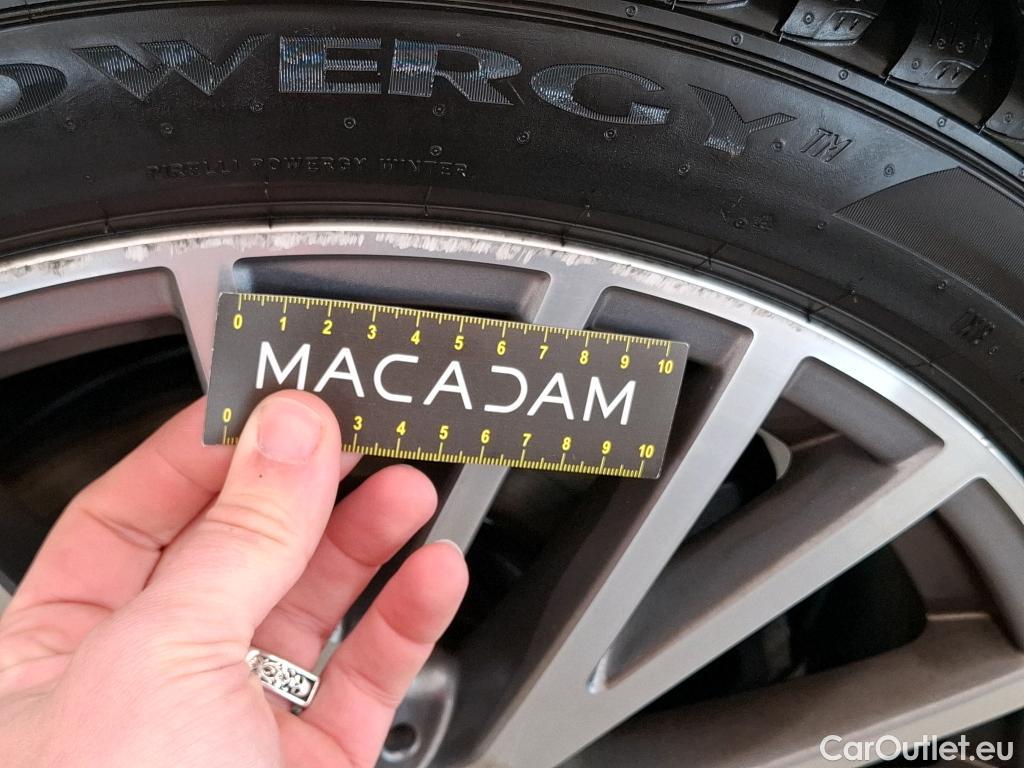 OWERGY™
PIRELLI POWERGY WINTER
0 1 2 3 4 5 6 7 8 9 10
MACADAM
0 3 4 5 6 7 8 9 10
CarOutlet.eu